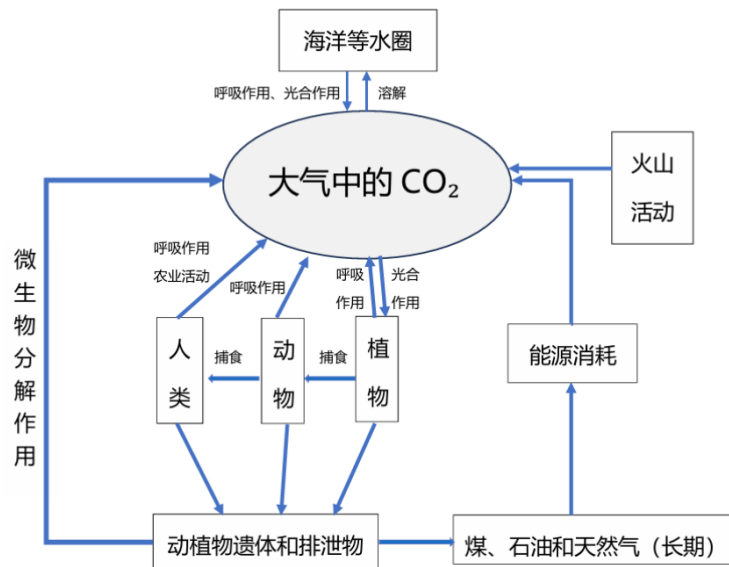 海洋等水圈
呼吸作用、光合作用
溶解
大气中的 CO₂
火山
活动
微生物分解作用
呼吸作用
农业活动
呼吸作用
呼吸
作用
光合
作用
人类
捕食
动物
捕食
植物
能源消耗
动植物遗体和排泄物
煤、石油和天然气（长期）